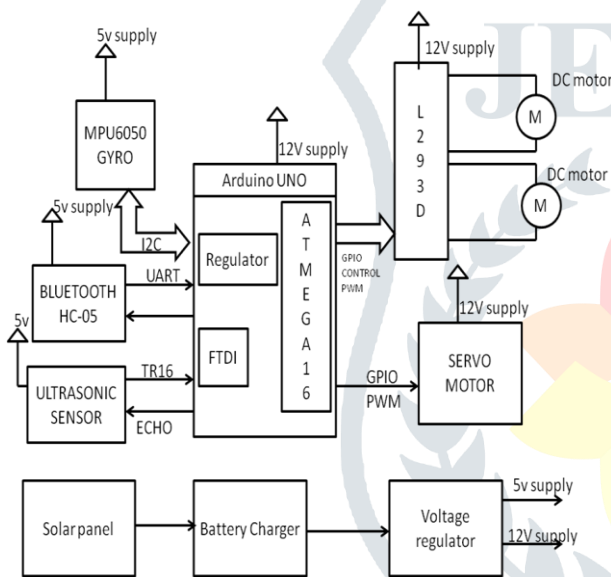 5v supply
12V supply
JE
DC motor
MPU6050
GYRO
L
2
9
3
D
M
12V supply
Arduino UNO
DC motor
M
5v supply
I2C
A
T
M
E
G
A
1
6
Regulator
GPIO
CONTROL
PWM
BLUETOOTH
HC-05
UART
12V supply
5v
FTDI
ULTRASONIC
SENSOR
TR16
ECHO
GPIO
PWM
SERVO
MOTOR
Solar panel
Battery Charger
Voltage
regulator
5v supply
12V supply